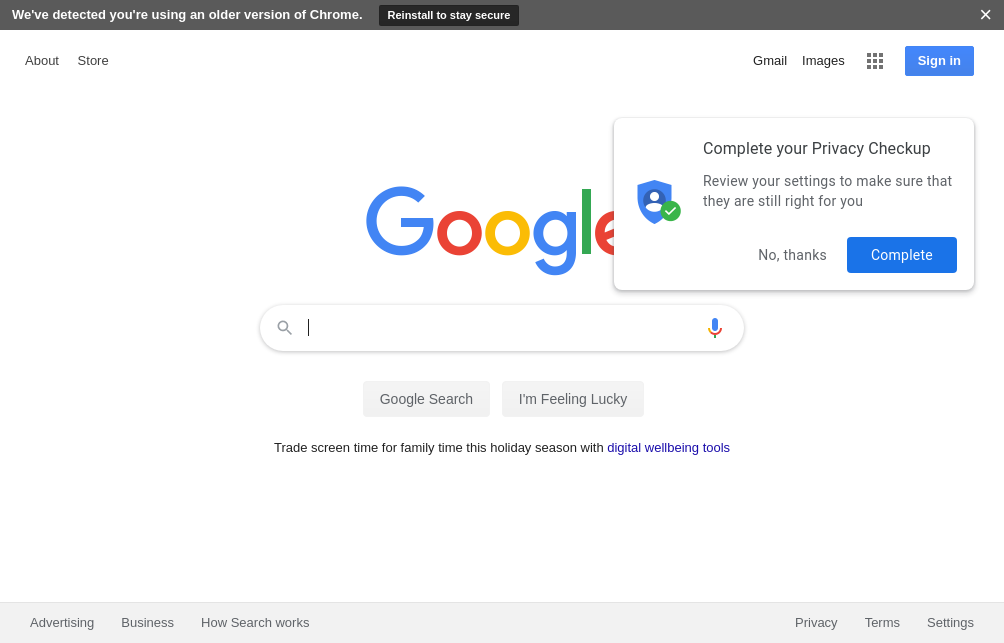 We've detected you're using an older version of Chrome. Reinstall to stay secure
About Store Gmail Images Sign in
Complete your Privacy Checkup
Review your settings to make sure that
they are still right for you
No, thanks Complete
Google
Google Search I'm Feeling Lucky
Trade screen time for family time this holiday season with digital wellbeing tools
Advertising Business How Search works Privacy Terms Settings